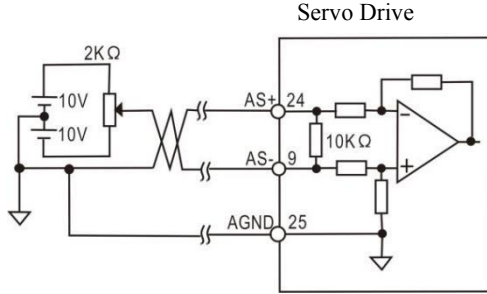 Servo Drive
2KΩ
10V
10V
AS+ 24
10KΩ
AS- 9
AGND 25